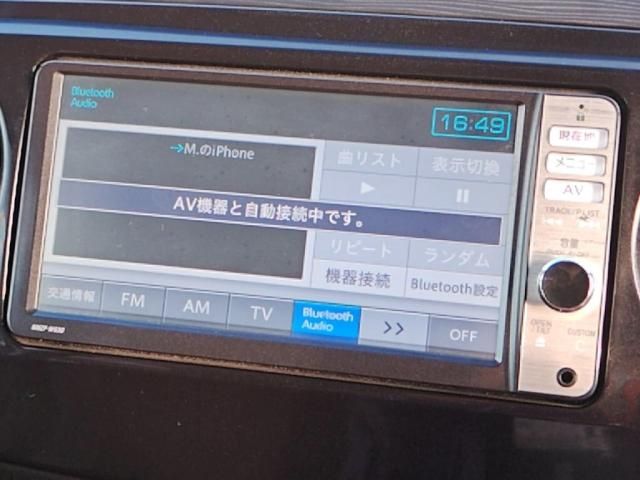 Bluetooth
Audio
16:49
→M.のiPhone
曲リスト
表示切換
AV機器と自動接続中です。
リピート
ランダム
機器接続
Bluetooth設定
交通情報
FM
AM
TV
Bluetooth
Audio
>>
OFF
現在地
メニュー
AV
TRACK/P.LIST
音量
OPEN
/TILT
CUSTOM
C